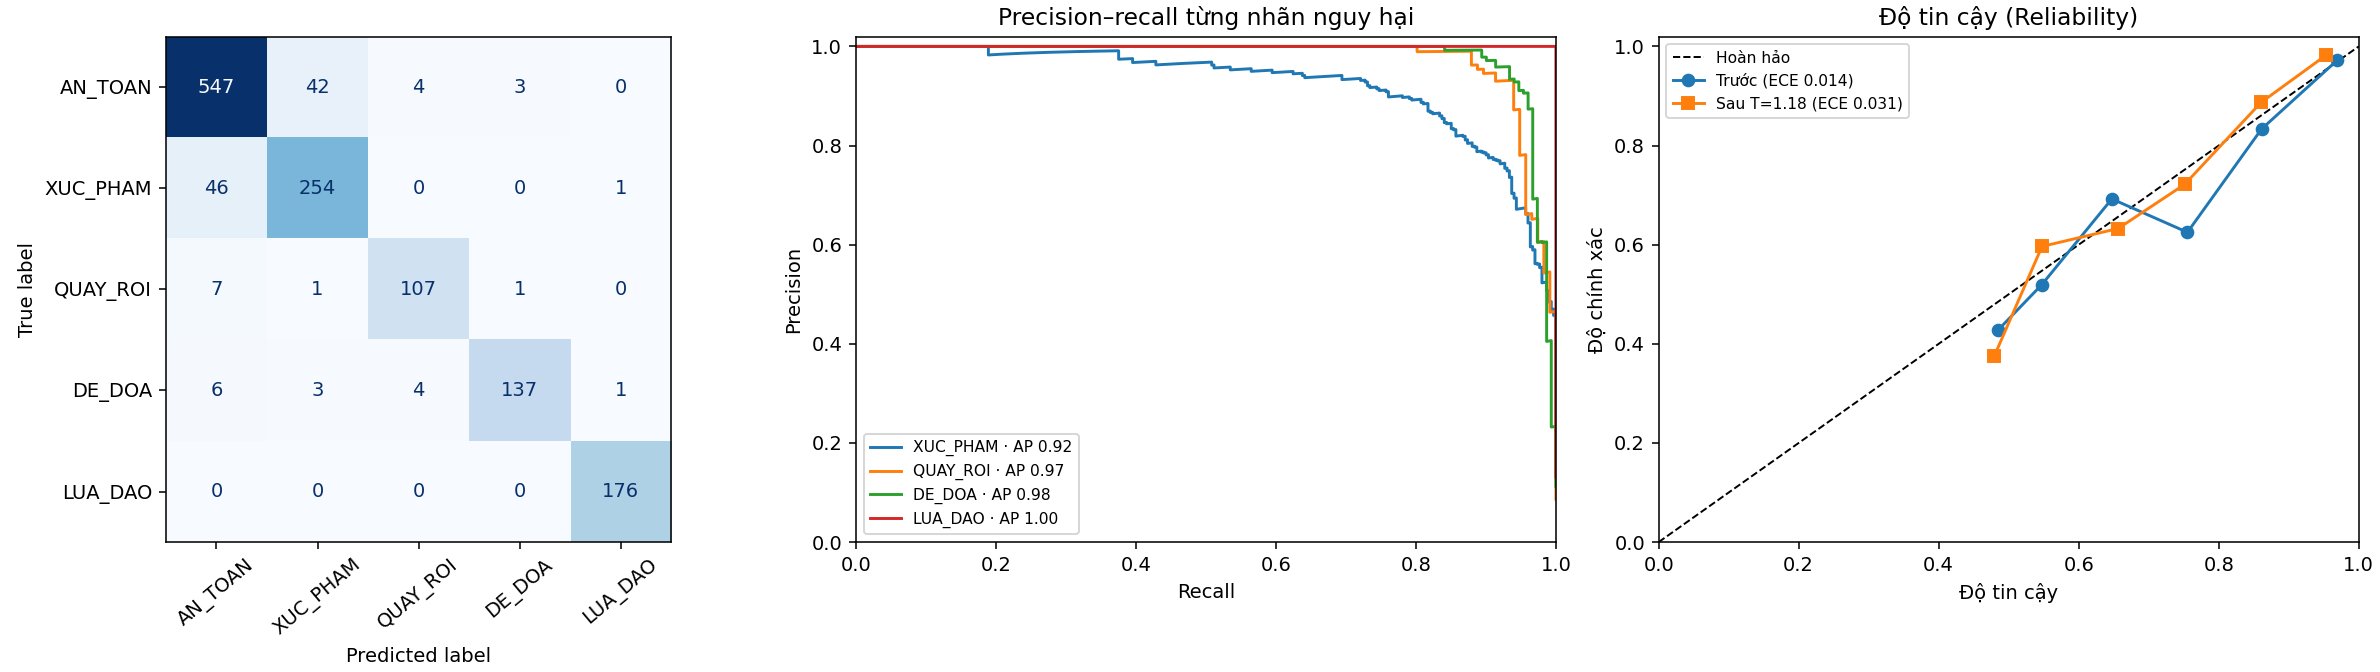 AN_TOAN 547 42 4 3 0
XUC_PHAM 46 254 0 0 1
QUAY_ROI 7 1 107 1 0
DE_DOA 6 3 4 137 1
LUA_DAO 0 0 0 0 176
True label
AN_TOAN XUC_PHAM QUAY_ROI DE_DOA LUA_DAO
Predicted label
Precision–recall từng nhãn nguy hại
1.0
0.8
0.6
0.4
0.2
0.0
Precision
XUC_PHAM · AP 0.92
QUAY_ROI · AP 0.97
DE_DOA · AP 0.98
LUA_DAO · AP 1.00
0.0 0.2 0.4 0.6 0.8 1.0
Recall
Độ tin cậy (Reliability)
1.0
0.8
0.6
0.4
0.2
0.0
Độ chính xác
Hoàn hảo
Trước (ECE 0.014)
Sau T=1.18 (ECE 0.031)
0.0 0.2 0.4 0.6 0.8 1.0
Độ tin cậy